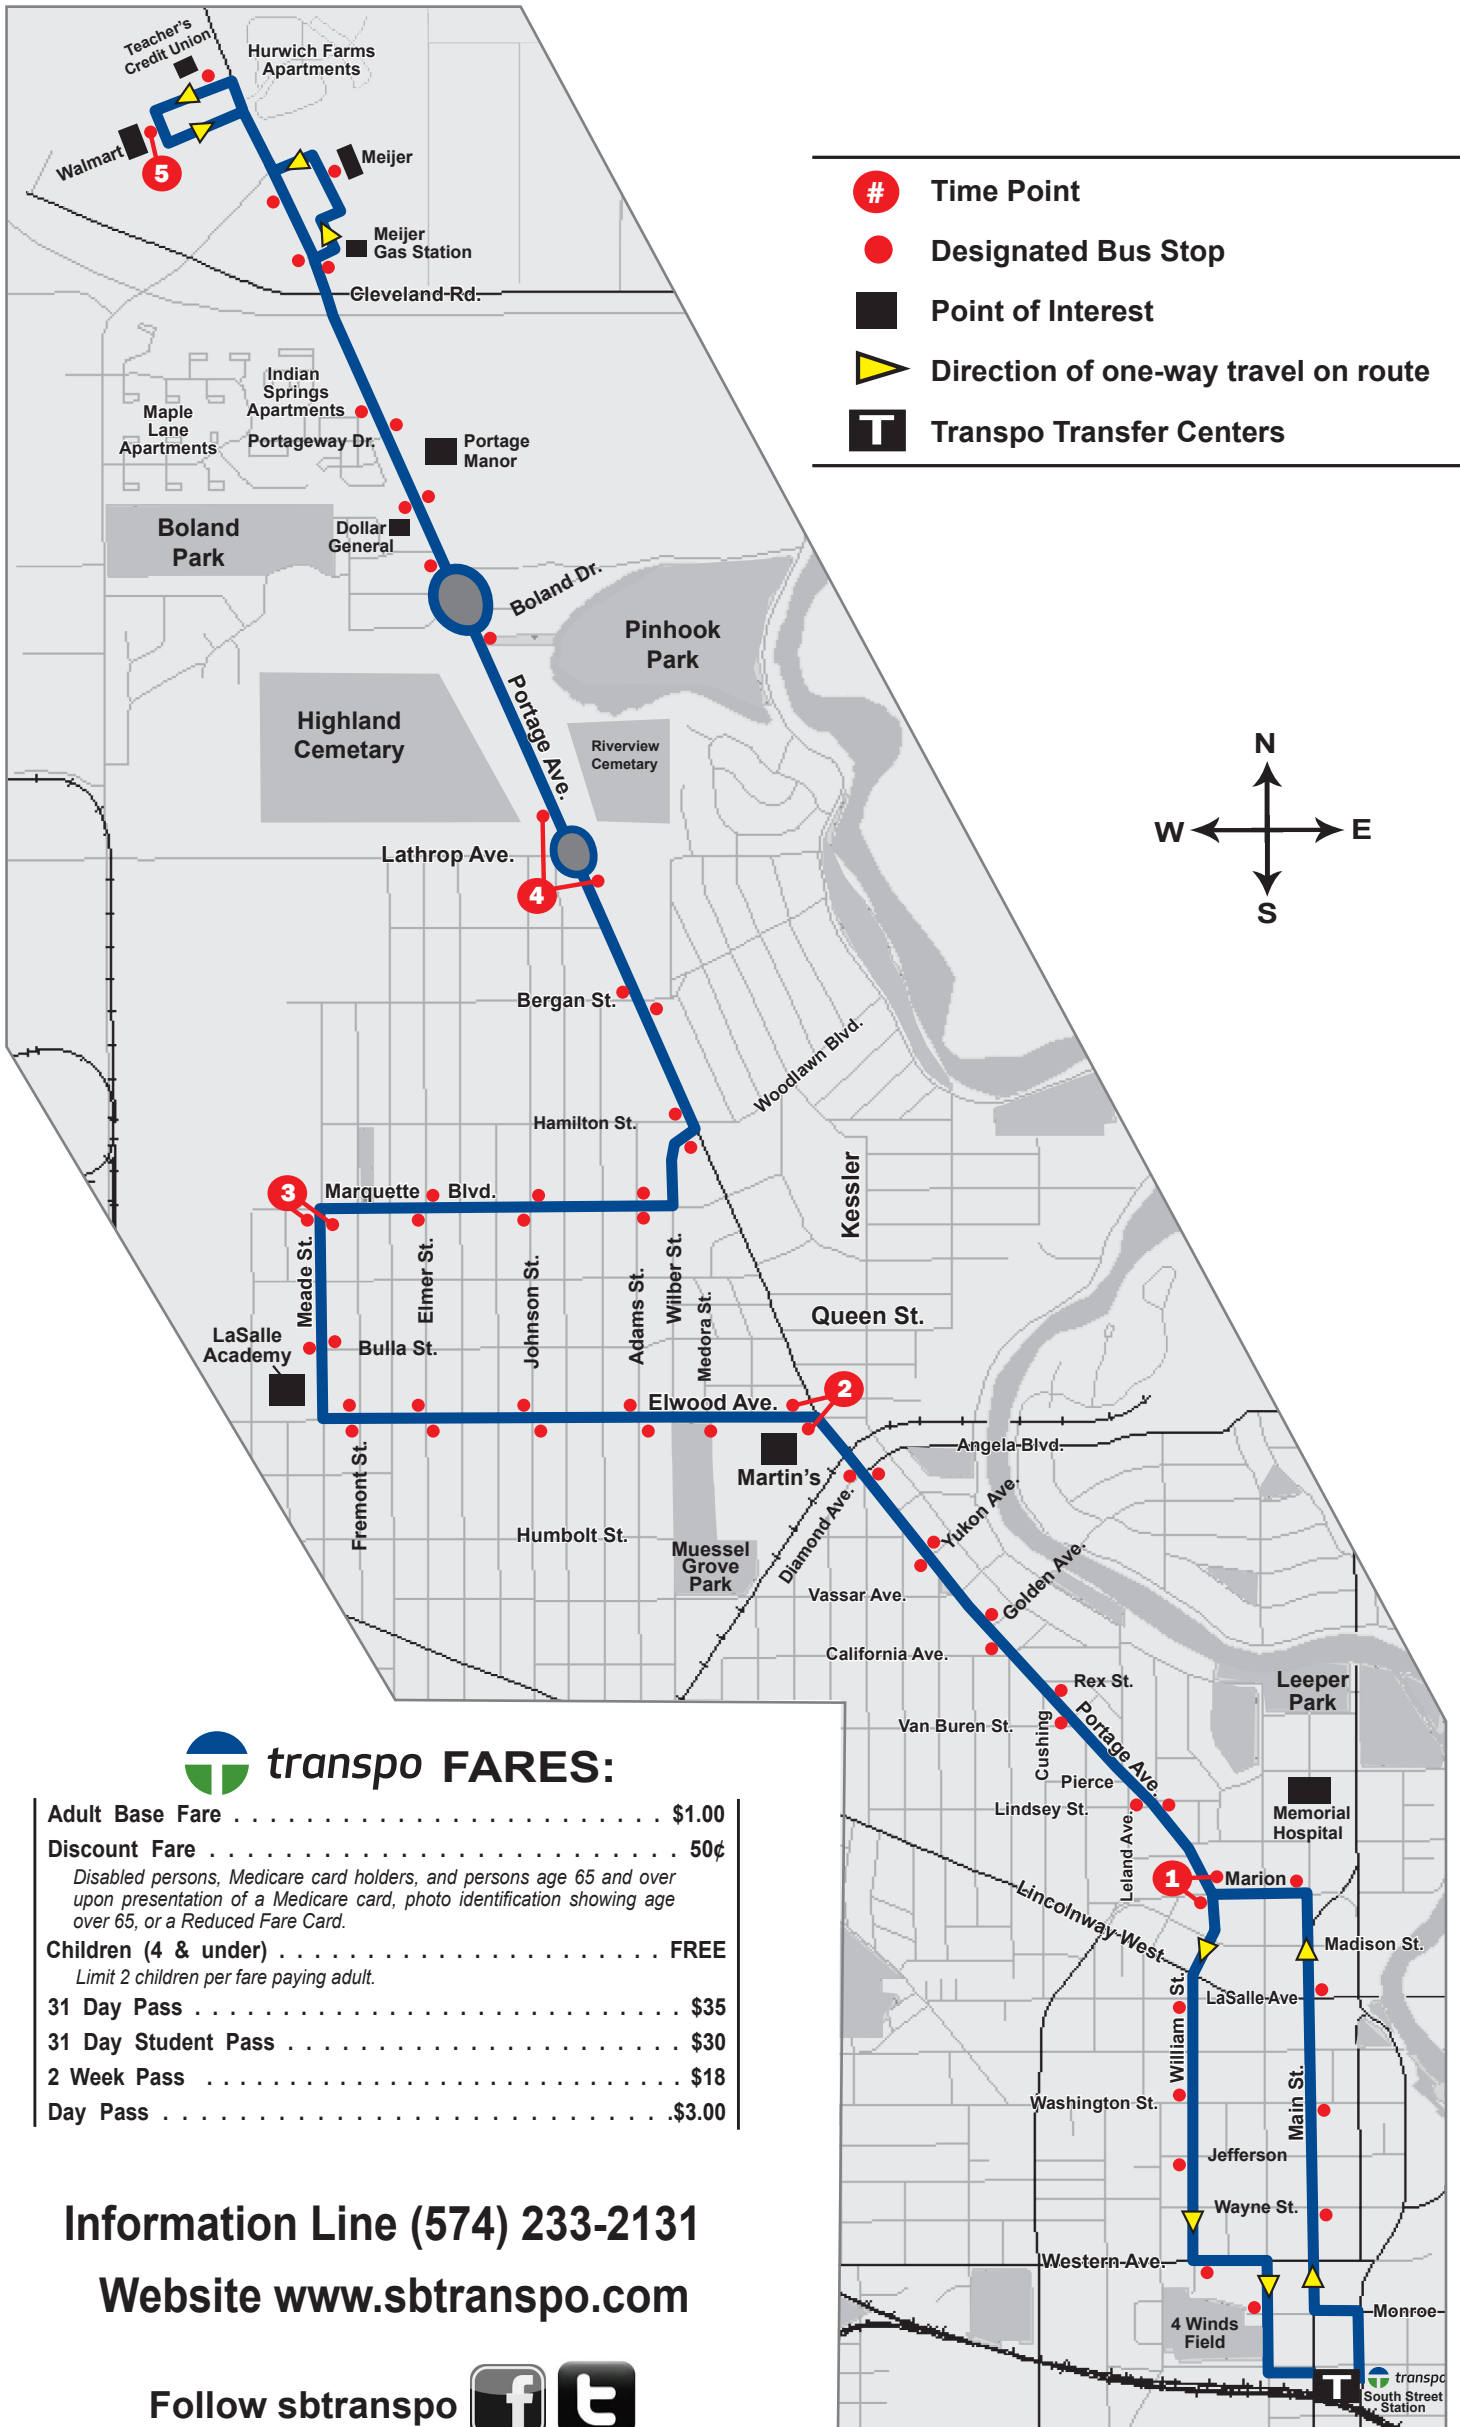 Teacher's
Credit Union
Hurwich Farms
Apartments
Walmart
5
Meijer
Meijer
Gas Station
Cleveland Rd.
# Time Point
Designated Bus Stop
Point of Interest
Direction of one-way travel on route
T Transpo Transfer Centers
Indian
Springs
Apartments
Maple
Lane
Apartments
Portageway Dr.
Portage
Manor
Boland
Park
Dollar
General
Boland Dr.
Pinhook
Park
Portage Ave.
Highland
Cemetary
Riverview
Cemetary
N
W E
S
Lathrop Ave.
4
Bergan St.
Woodlawn Blvd.
Hamilton St.
Kessler
3
Marquette Blvd.
Meade St.
Elmer St.
Johnson St.
Adams St.
Wilber St.
Medora St.
Queen St.
LaSalle
Academy
Bulla St.
2
Elwood Ave.
Martin's
Angela Blvd.
Fremont St.
Humbolt St.
Muessel
Grove
Park
Diamond Ave.
Yukon Ave.
Vassar Ave.
Golden Ave.
California Ave.
Rex St.
Leeper
Park
Van Buren St.
Cushing
Portage Ave.
Pierce
Lindsey St.
Leland Ave.
Memorial
Hospital
1
Marion
Lincolnway West
Madison St.
LaSalle Ave
William St.
Main St.
Washington St.
Jefferson
Wayne St.
Western Ave.
4 Winds
Field
Monroe
T
transpo
South Street
Station
transpo FARES:
Adult Base Fare . . . . . . . . . . . . . . . . . . . . . . . . $1.00
Discount Fare . . . . . . . . . . . . . . . . . . . . . . . . . . 50¢
Disabled persons, Medicare card holders, and persons age 65 and over
upon presentation of a Medicare card, photo identification showing age
over 65, or a Reduced Fare Card.
Children (4 & under) . . . . . . . . . . . . . . . . . . . . . FREE
Limit 2 children per fare paying adult.
31 Day Pass . . . . . . . . . . . . . . . . . . . . . . . . . . . $35
31 Day Student Pass . . . . . . . . . . . . . . . . . . . . . . $30
2 Week Pass . . . . . . . . . . . . . . . . . . . . . . . . . . $18
Day Pass . . . . . . . . . . . . . . . . . . . . . . . . . . . .$3.00
Information Line (574) 233-2131
Website www.sbtranspo.com
Follow sbtranspo f t